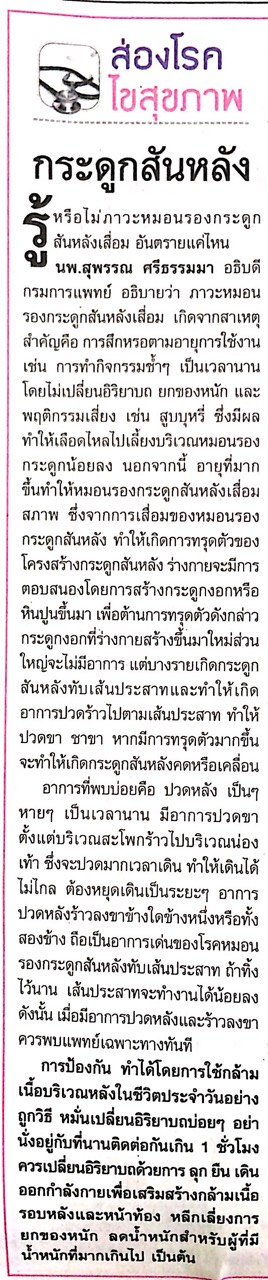 ส่องโรค
ไขสุขภาพ
กระดูกสันหลัง
รู้หรือไม่ภาวะหมอนรองกระดูก
สันหลังเสื่อม อันตรายแค่ไหน
นพ.สุพรรณ ศรีธรรมมา อธิบดี
กรมการแพทย์ อธิบายว่า ภาวะหมอน
รองกระดูกสันหลังเสื่อม เกิดจากสาเหตุ
สำคัญคือ การสึกหรอตามอายุการใช้งาน
เช่น การทำกิจกรรมซ้ำๆ เป็นเวลานาน
โดยไม่เปลี่ยนอิริยาบถ ยกของหนัก และ
พฤติกรรมเสี่ยง เช่น สูบบุหรี่ ซึ่งมีผล
ทำให้เลือดไหลไปเลี้ยงบริเวณหมอนรอง
กระดูกน้อยลง นอกจากนี้ อายุที่มาก
ขึ้นทำให้หมอนรองกระดูกสันหลังเสื่อม
สภาพ ซึ่งจากการเสื่อมของหมอนรอง
กระดูกสันหลัง ทำให้เกิดการทรุดตัวของ
โครงสร้างกระดูกสันหลัง ร่างกายจะมีการ
ตอบสนองโดยการสร้างกระดูกงอกหรือ
หินปูนขึ้นมา เพื่อต้านการทรุดตัวดังกล่าว
กระดูกงอกที่ร่างกายสร้างขึ้นมาใหม่ส่วน
ใหญ่จะไม่มีอาการ แต่บางรายเกิดกระดูก
สันหลังทับเส้นประสาทและทำให้เกิด
อาการปวดร้าวไปตามเส้นประสาท ทำให้
ปวดขา ชาขา หากมีการทรุดตัวมากขึ้น
จะทำให้เกิดกระดูกสันหลังคดหรือเคลื่อน
อาการที่พบบ่อยคือ ปวดหลัง เป็นๆ
หายๆ เป็นเวลานาน มีอาการปวดขา
ตั้งแต่บริเวณสะโพกร้าวไปบริเวณน่อง
เท้า ซึ่งจะปวดมากเวลาเดิน ทำให้เดินได้
ไม่ไกล ต้องหยุดเดินเป็นระยะๆ อาการ
ปวดหลังร้าวลงขาข้างใดข้างหนึ่งหรือทั้ง
สองข้าง ถือเป็นอาการเด่นของโรคหมอน
รองกระดูกสันหลังทับเส้นประสาท ถ้าทิ้ง
ไว้นาน เส้นประสาทจะทำงานได้น้อยลง
ดังนั้น เมื่อมีอาการปวดหลังและร้าวลงขา
ควรพบแพทย์เฉพาะทางทันที
การป้องกัน ทำได้โดยการใช้กล้าม
เนื้อบริเวณหลังในชีวิตประจำวันอย่าง
ถูกวิธี หมั่นเปลี่ยนอิริยาบถบ่อยๆ อย่า
นั่งอยู่กับที่นานติดต่อกันเกิน 1 ชั่วโมง
ควรเปลี่ยนอิริยาบถด้วยการ ลุก ยืน เดิน
ออกกำลังกายเพื่อเสริมสร้างกล้ามเนื้อ
รอบหลังและหน้าท้อง หลีกเลี่ยงการ
ยกของหนัก ลดน้ำหนักสำหรับผู้ที่มี
น้ำหนักที่มากเกินไป เป็นต้น